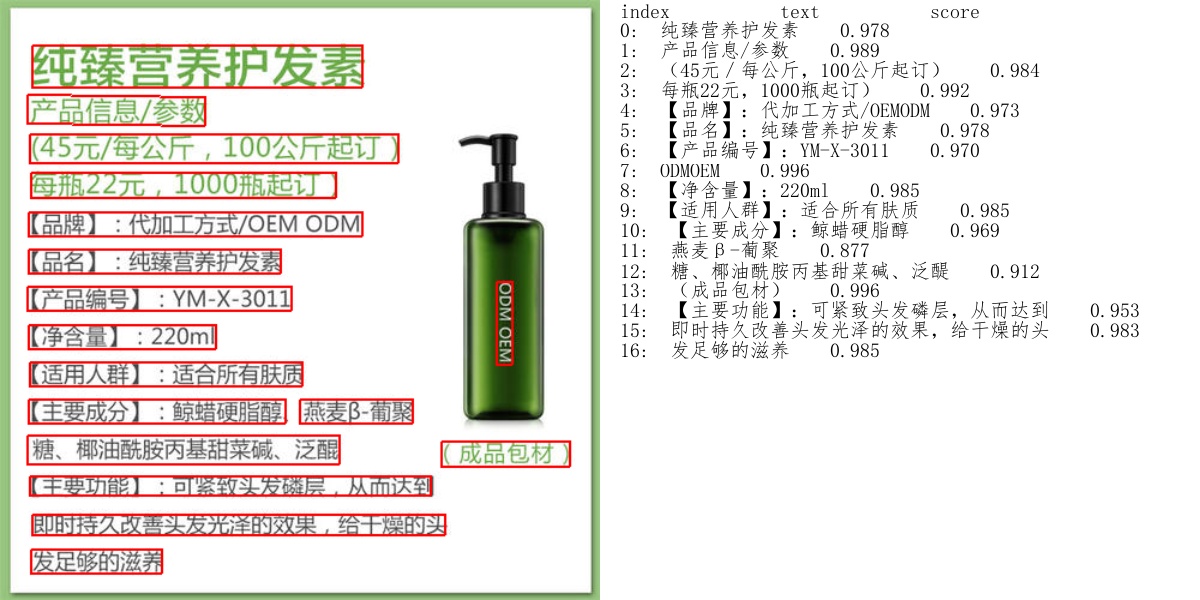 纯臻营养护发素
产品信息/参数
(45元/每公斤，100公斤起订）
每瓶22元，1000瓶起订）
【品牌】：代加工方式/OEM ODM
【品名】：纯臻营养护发素
【产品编号】：YM-X-3011
【净含量】：220ml
【适用人群】：适合所有肤质
【主要成分】：鲸蜡硬脂醇、燕麦β-葡聚
糖、椰油酰胺丙基甜菜碱、泛醌
【主要功能】：可紧致头发磷层，从而达到
即时持久改善头发光泽的效果，给干燥的头
发足够的滋养
ODM OEM
（成品包材）
index text score
0: 纯臻营养护发素 0.978
1: 产品信息/参数 0.989
2: （45元／每公斤，100公斤起订） 0.984
3: 每瓶22元，1000瓶起订） 0.992
4: 【品牌】：代加工方式/OEMODM 0.973
5: 【品名】：纯臻营养护发素 0.978
6: 【产品编号】：YM-X-3011 0.970
7: ODMOEM 0.996
8: 【净含量】：220ml 0.985
9: 【适用人群】：适合所有肤质 0.985
10: 【主要成分】：鲸蜡硬脂醇 0.969
11: 燕麦β-葡聚 0.877
12: 糖、椰油酰胺丙基甜菜碱、泛醍 0.912
13: （成品包材） 0.996
14: 【主要功能】：可紧致头发磷层，从而达到 0.953
15: 即时持久改善头发光泽的效果，给干燥的头 0.983
16: 发足够的滋养 0.985